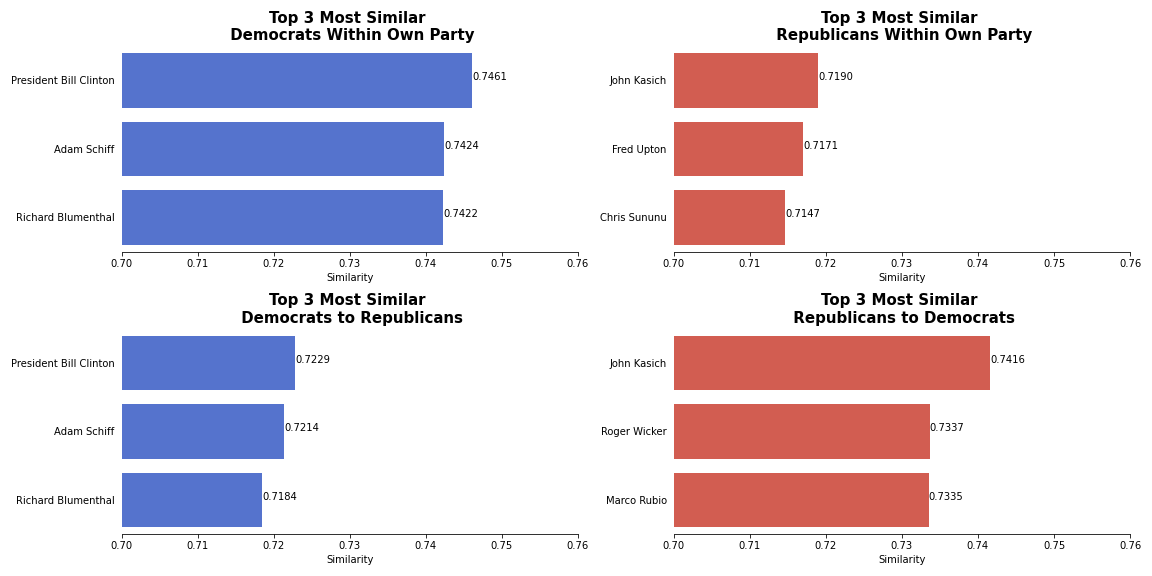 Top 3 Most Similar
Democrats Within Own Party
President Bill Clinton
0.7461
Adam Schiff
0.7424
Richard Blumenthal
0.7422
0.70 0.71 0.72 0.73 0.74 0.75 0.76
Similarity
Top 3 Most Similar
Republicans Within Own Party
John Kasich
0.7190
Fred Upton
0.7171
Chris Sununu
0.7147
0.70 0.71 0.72 0.73 0.74 0.75 0.76
Similarity
Top 3 Most Similar
Democrats to Republicans
President Bill Clinton
0.7229
Adam Schiff
0.7214
Richard Blumenthal
0.7184
0.70 0.71 0.72 0.73 0.74 0.75 0.76
Similarity
Top 3 Most Similar
Republicans to Democrats
John Kasich
0.7416
Roger Wicker
0.7337
Marco Rubio
0.7335
0.70 0.71 0.72 0.73 0.74 0.75 0.76
Similarity